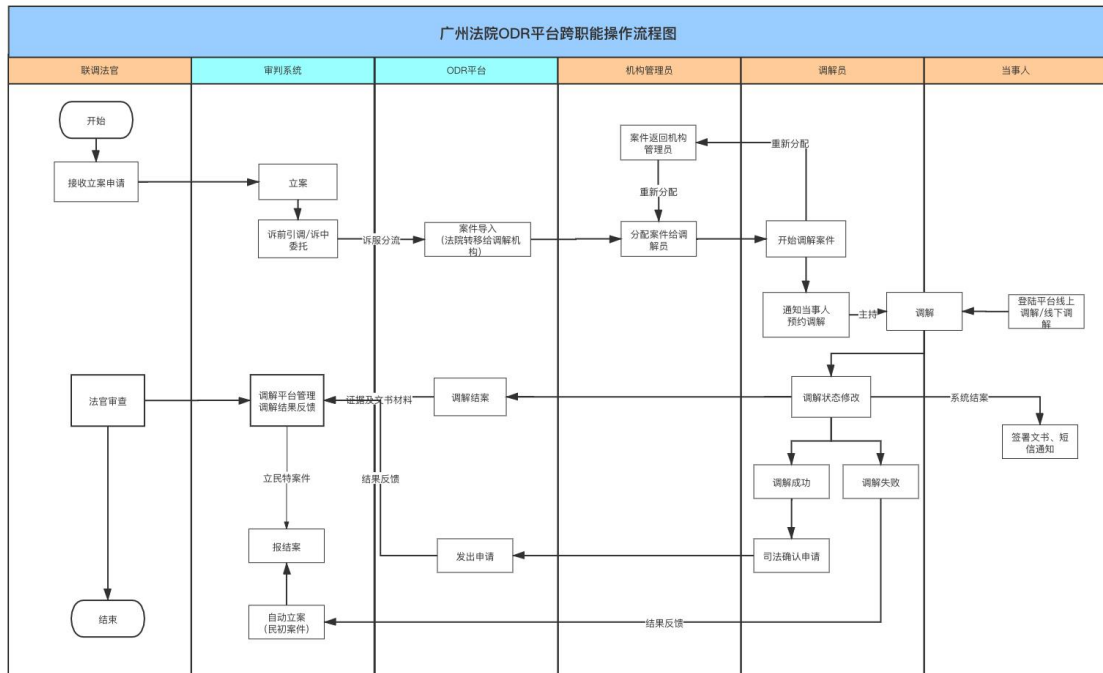 广州法院ODR平台跨职能操作流程图
联调法官
审判系统
ODR平台
机构管理员
调解员
当事人
开始
接收立案申请
立案
诉前引调/诉中
委托
诉服分流
案件导入
(法院转移给调解机
构)
案件返回机构
管理员
重新分配
重新分配
分配案件给调
解员
开始调解案件
通知当事人
预约调解
主持
调解
登陆平台线上
调解/线下调
解
法官审查
调解平台管理
调解结果反馈
证据及文书材料
调解结案
调解状态修改
系统结案
签署文书、短
信通知
立民特案件
结果反馈
调解成功
调解失败
报结案
发出申请
司法确认申请
结束
自动立案
(民初案件)
结果反馈